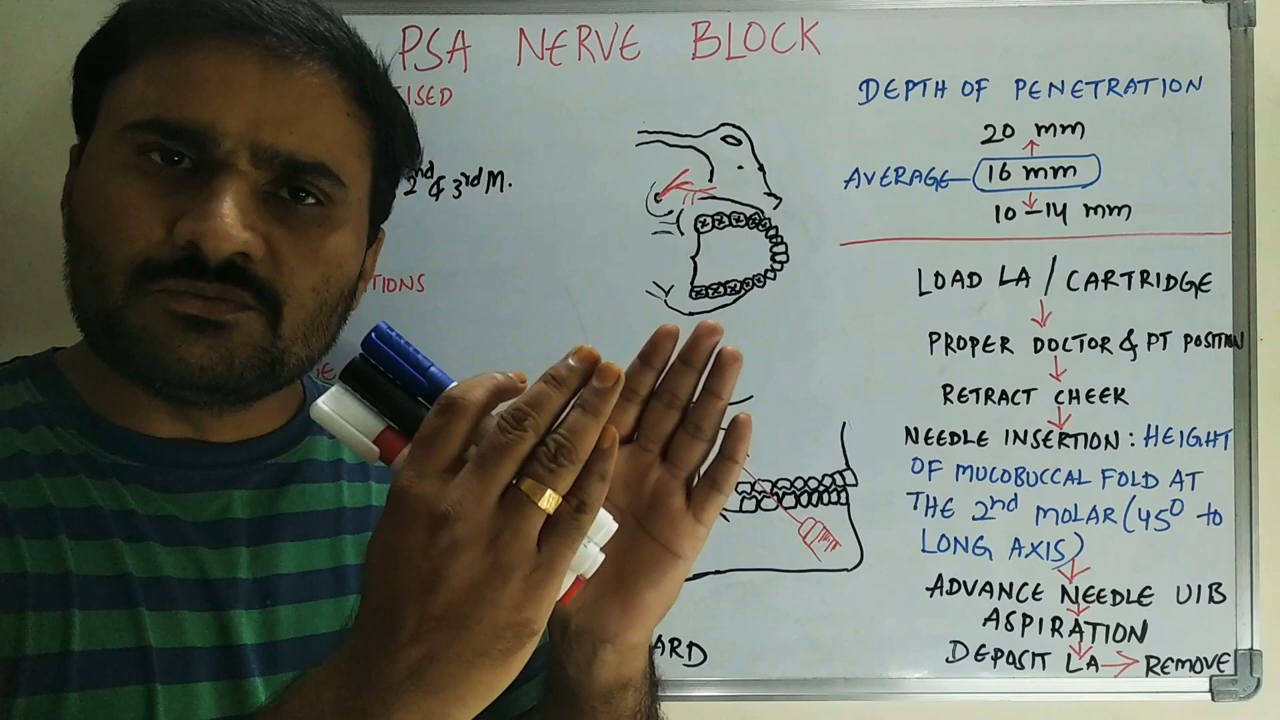 PSA NERVE BLOCK
ISED
2nd & 3rd M.
TIONS
ARD
DEPTH OF PENETRATION
20 mm
AVERAGE 16 mm
10-14 mm
LOAD LA / CARTRIDGE
PROPER DOCTOR & PT POSITION
RETRACT CHEEK
NEEDLE INSERTION: HEIGHT
OF MUCOBUCCAL FOLD AT
THE 2nd MOLAR (45° to
LONG AXIS)
ADVANCE NEEDLE UIB
ASPIRATION
DEPOSIT LA → REMOVE